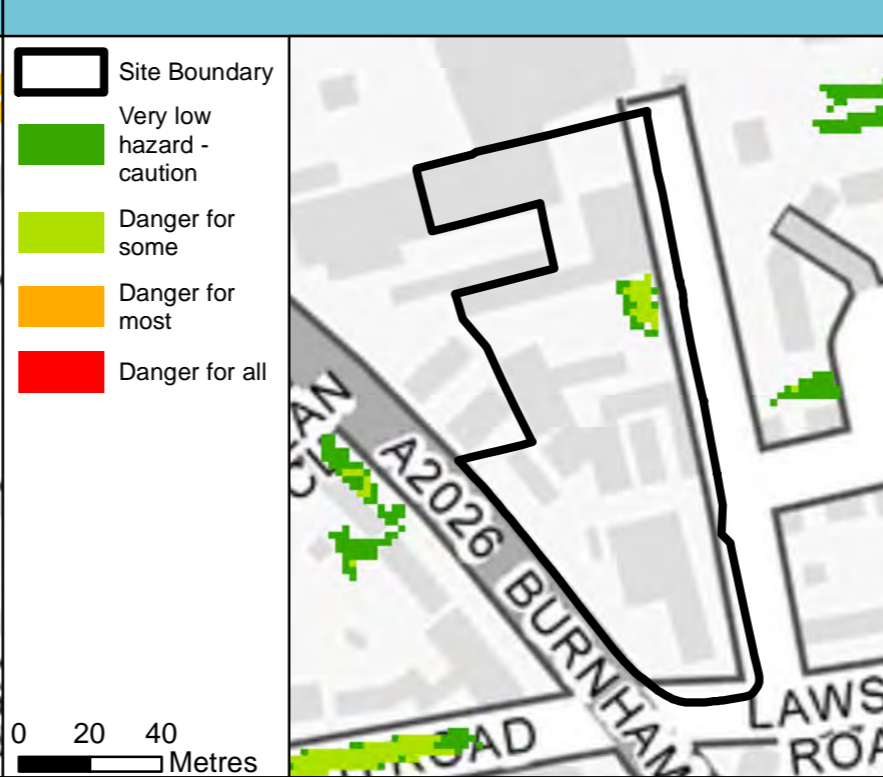 Site Boundary
Very low
hazard -
caution
Danger for
some
Danger for
most
Danger for all
0 20 40
Metres
A2026 BURNHAM
ROAD
LAWS
ROA